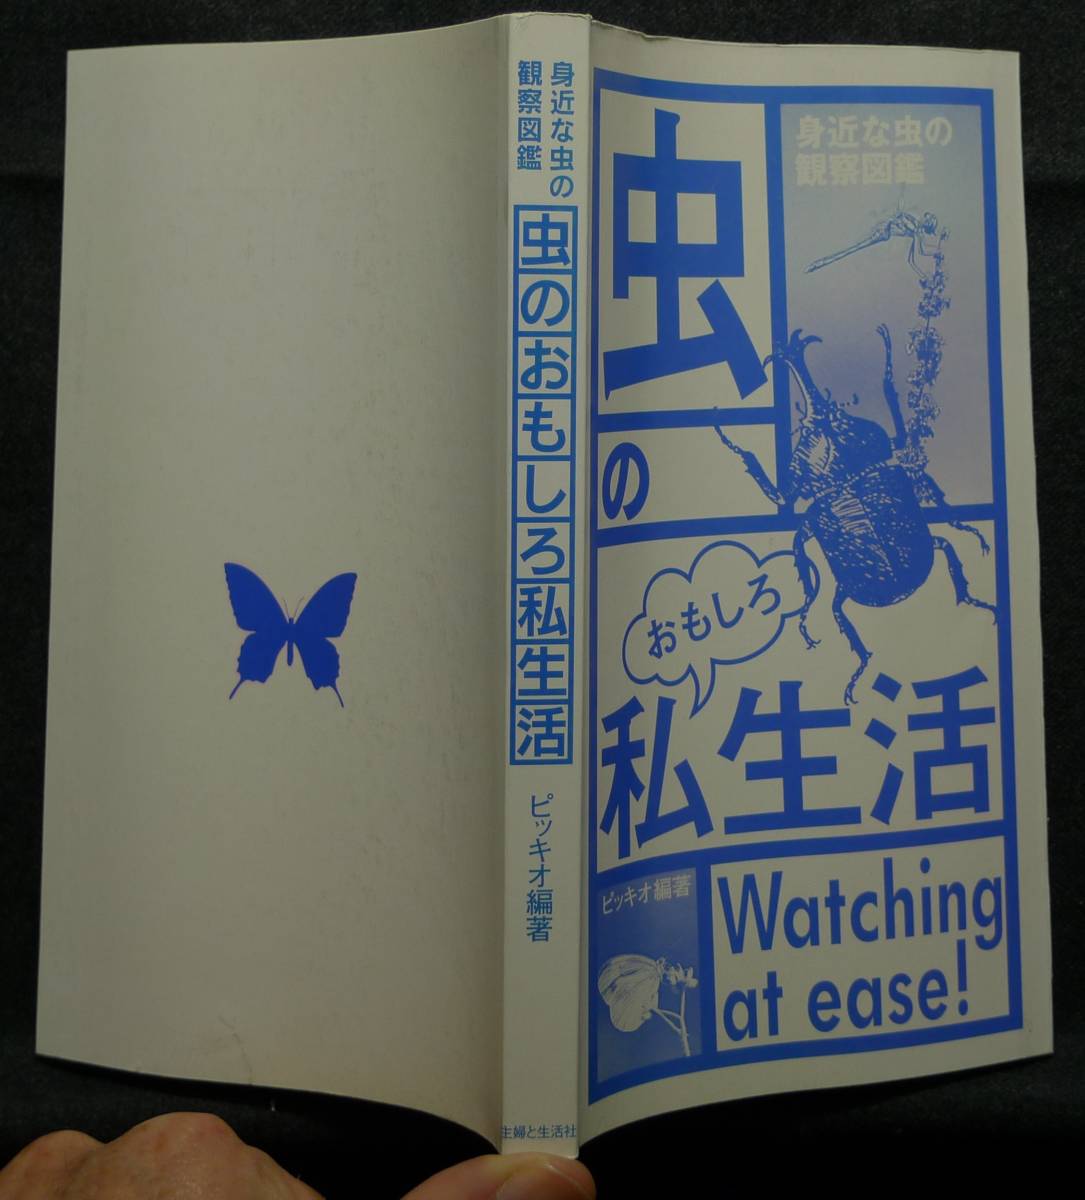 身近な虫の
観察図鑑
虫のおもしろ私生活
ピッキオ編著
主婦と生活社
身近な虫の
観察図鑑
虫
の
おもしろ
私生活
ピッキオ編著
Watching
at ease!